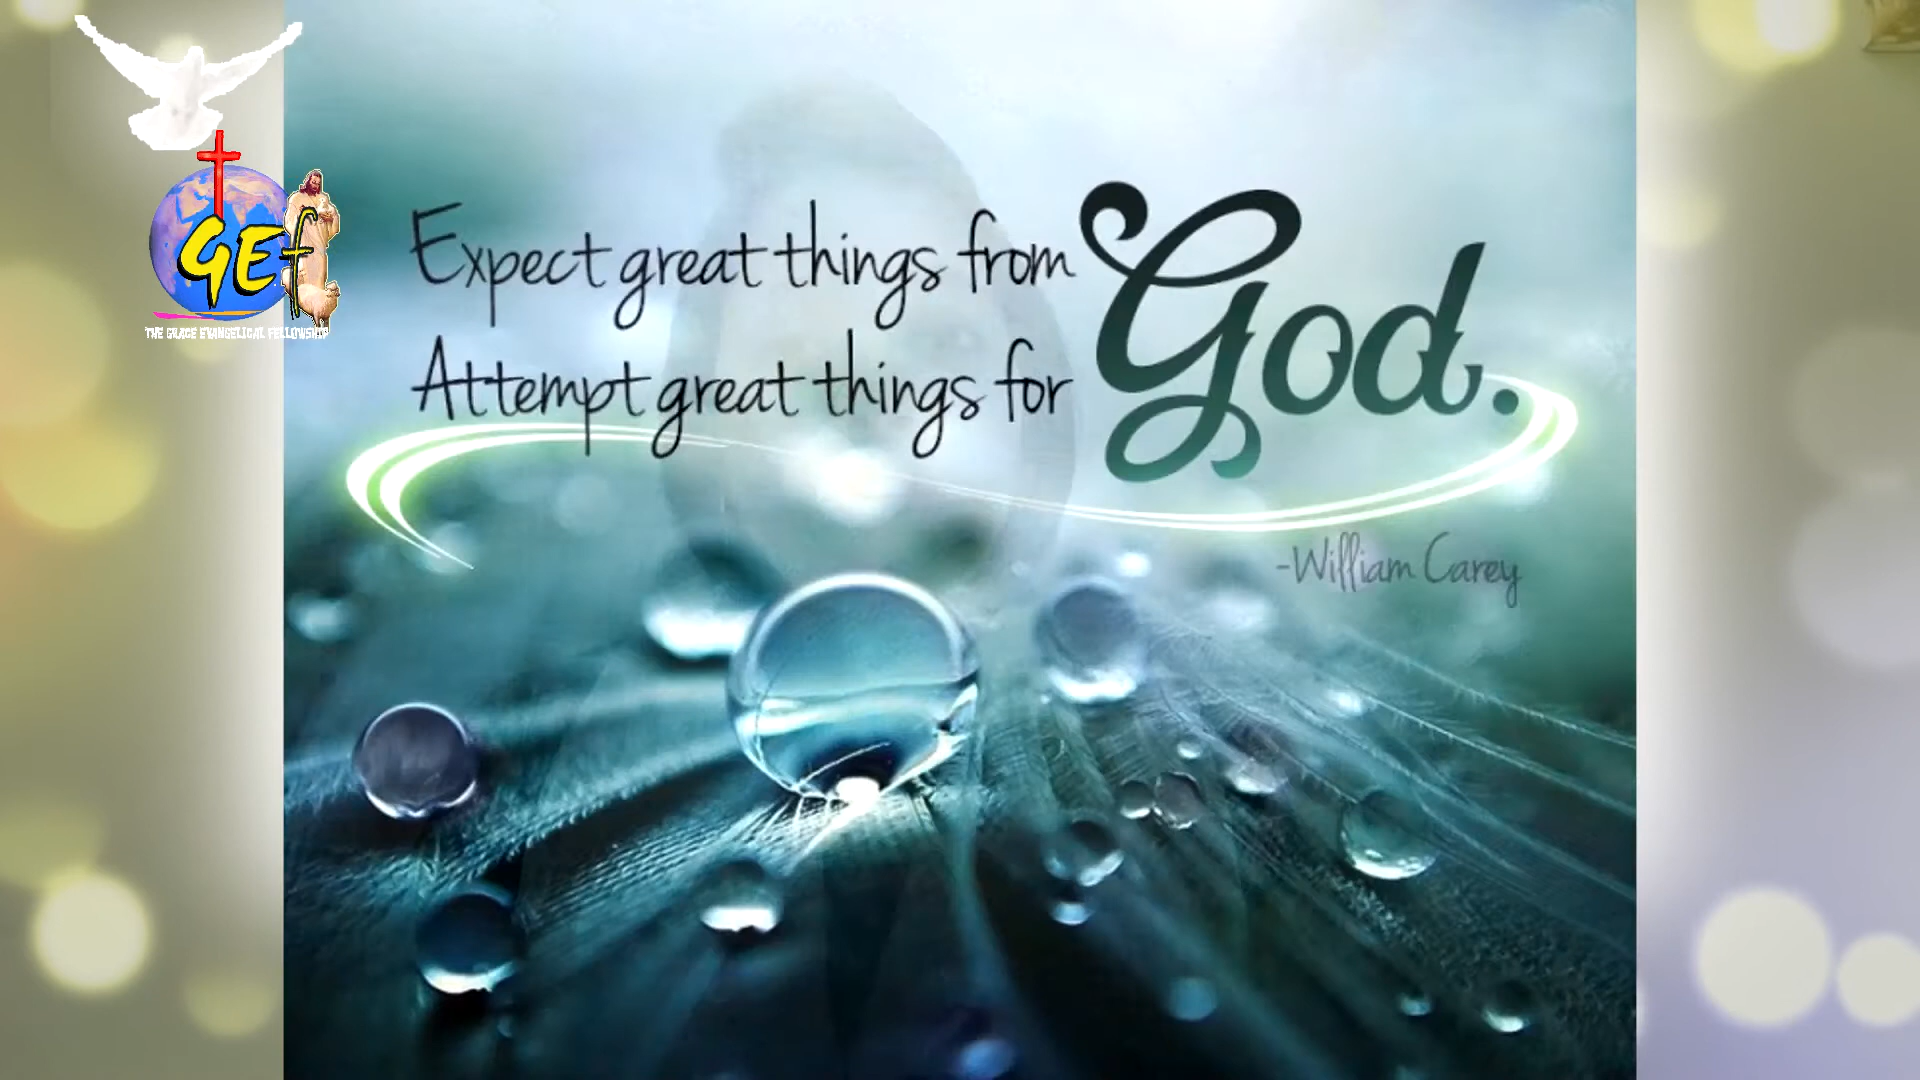 GEf
THE GRACE EVANGELICAL FELLOWSHIP
Expect great things from God.
Attempt great things for
-William Carey